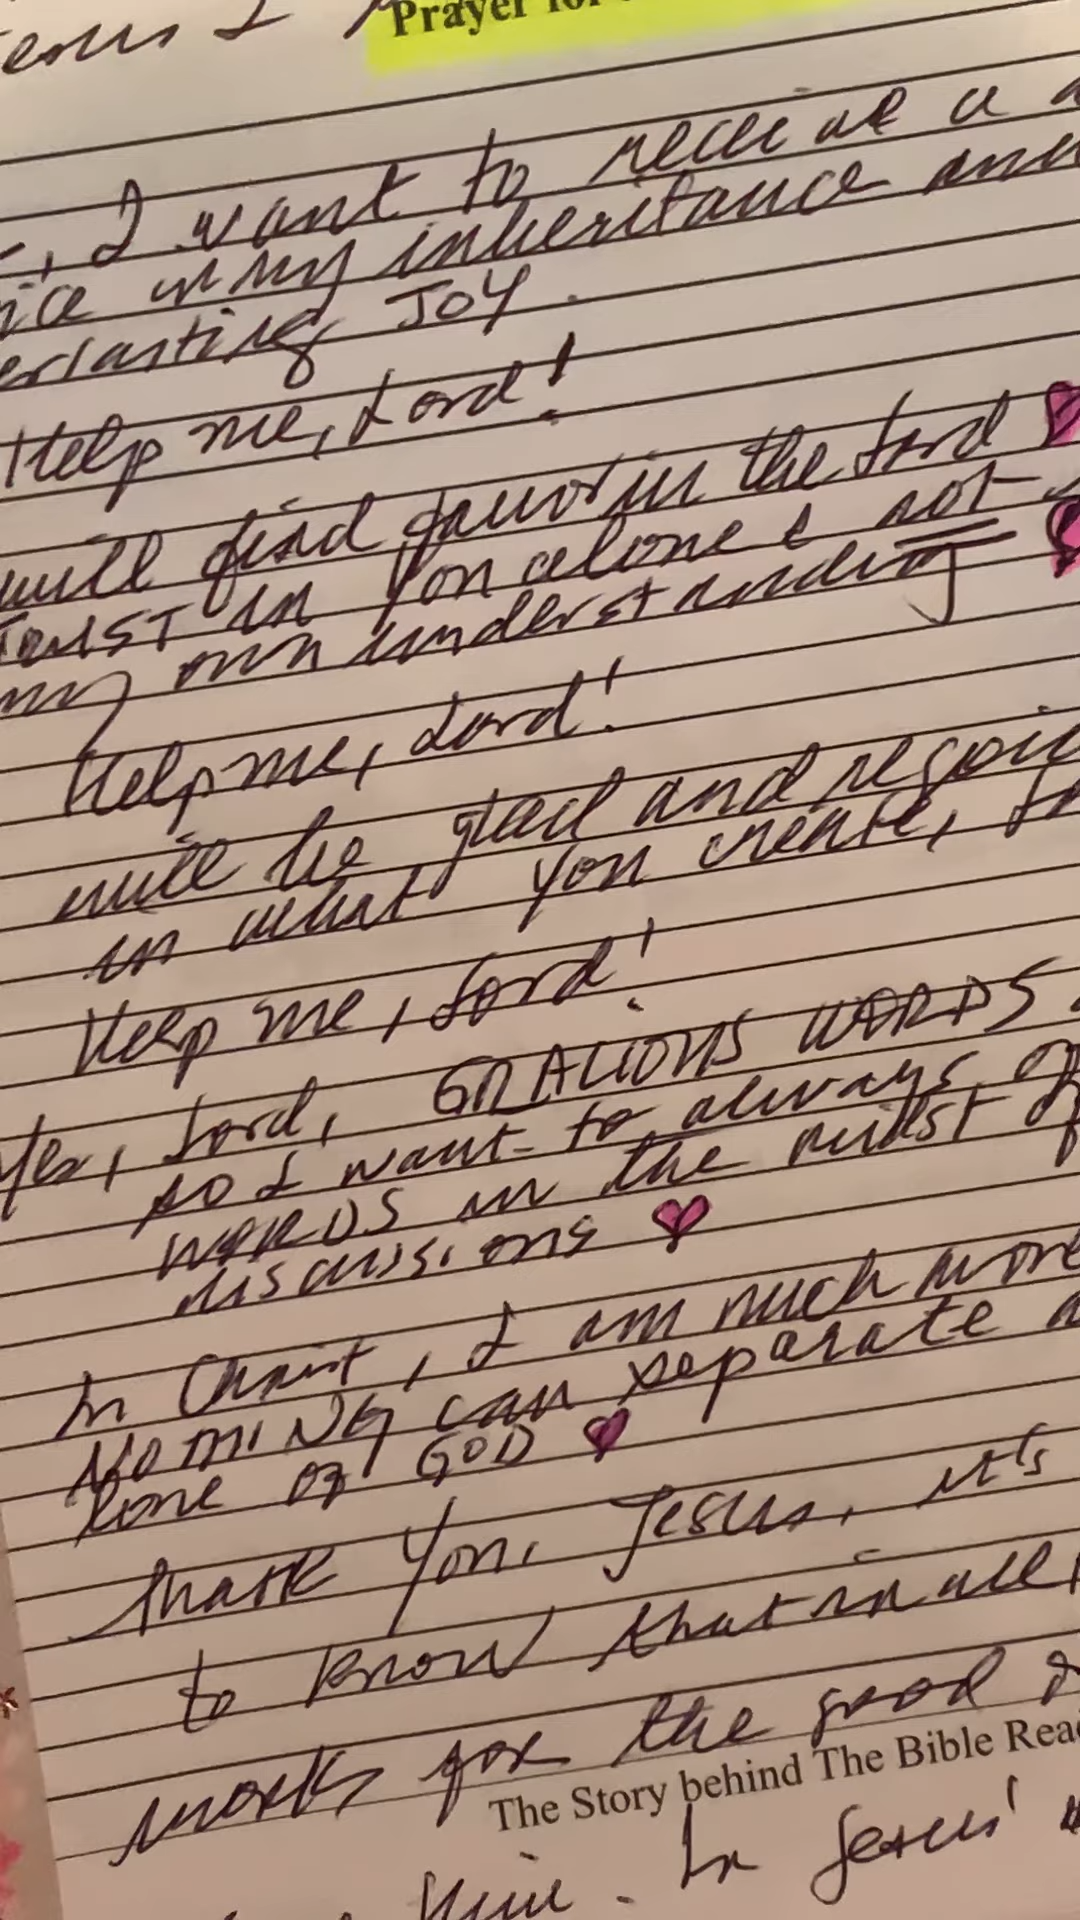 Jesus I
Prayer for
, I want to receive a
in my inheritance and
everlasting JOY.
Help me, Lord!
will find favor in the Lord
TRUST in You alone & not
my own understanding
Help me, Lord!
will be glad and rejoic
in what You create,
Help me, Lord!
Yes, Lord, GRACIOUS WORDS
so I want to always
WORDS in the midst of
discussions
In Christ, I am much more
NOTHING can separate
love of GOD
Thank You, Jesus, it's
to know that in all
works for the good
The Story behind The Bible Rea
Him. In Jesus'